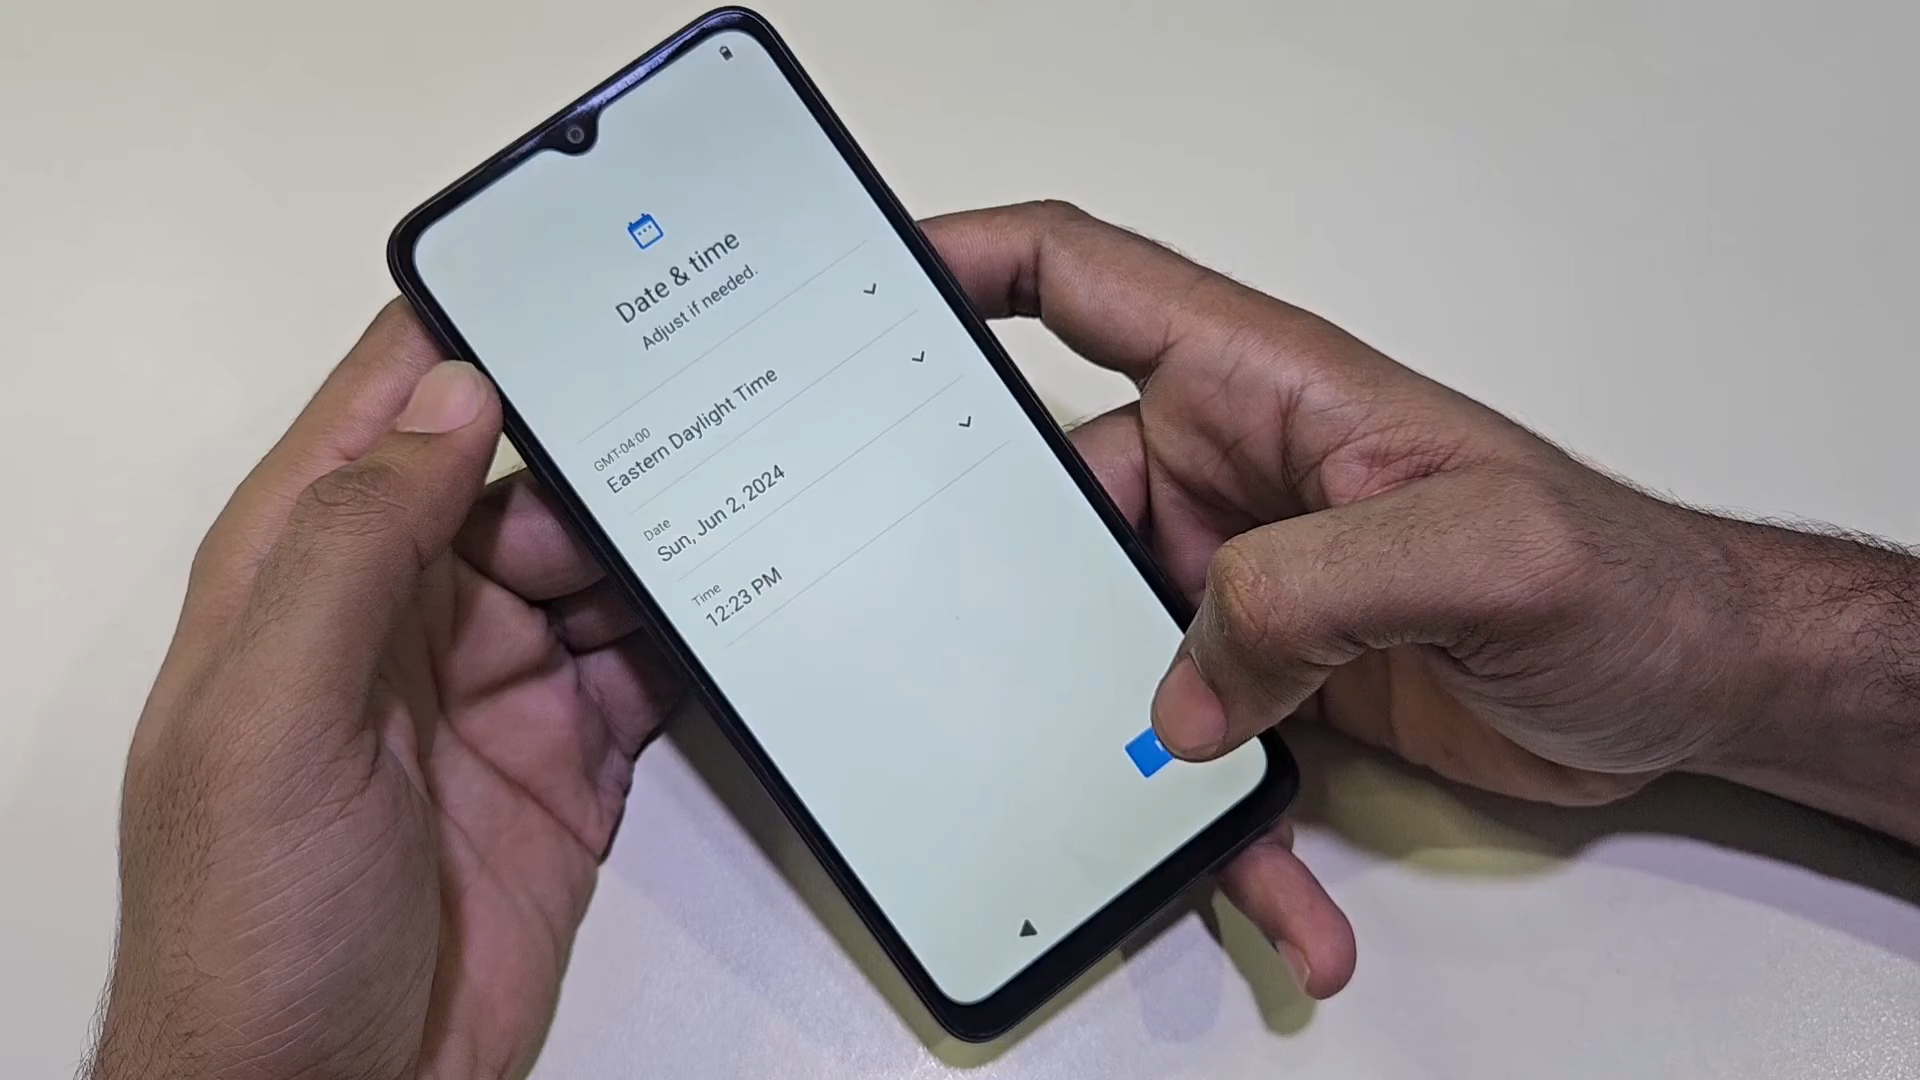 Date & time
Adjust if needed.
GMT-04:00
Eastern Daylight Time
Date
Sun, Jun 2, 2024
Time
12:23 PM